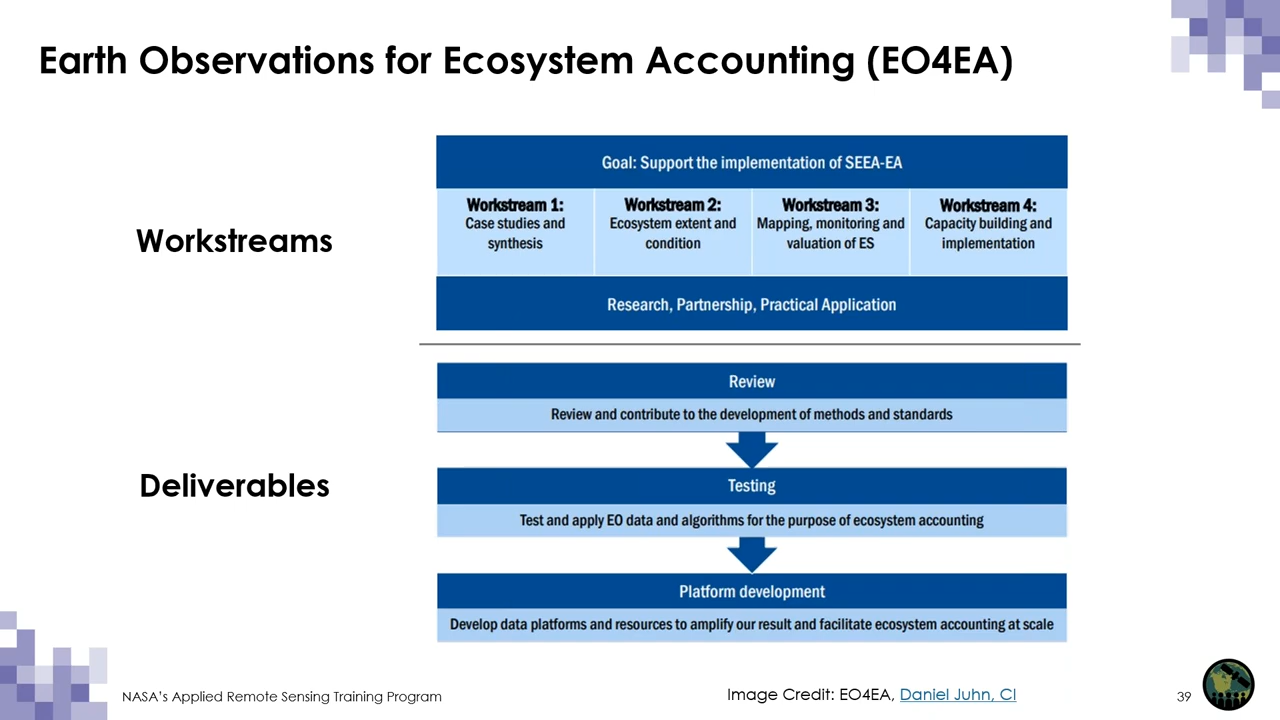 Earth Observations for Ecosystem Accounting (EO4EA)
Workstreams
Goal: Support the implementation of SEEA-EA
Workstream 1:
Case studies and
synthesis
Workstream 2:
Ecosystem extent and
condition
Workstream 3:
Mapping, monitoring and
valuation of ES
Workstream 4:
Capacity building and
implementation
Research, Partnership, Practical Application
Deliverables
Review
Review and contribute to the development of methods and standards
Testing
Test and apply EO data and algorithms for the purpose of ecosystem accounting
Platform development
Develop data platforms and resources to amplify our result and facilitate ecosystem accounting at scale
NASA's Applied Remote Sensing Training Program
Image Credit: EO4EA, Daniel Juhn, CI
39